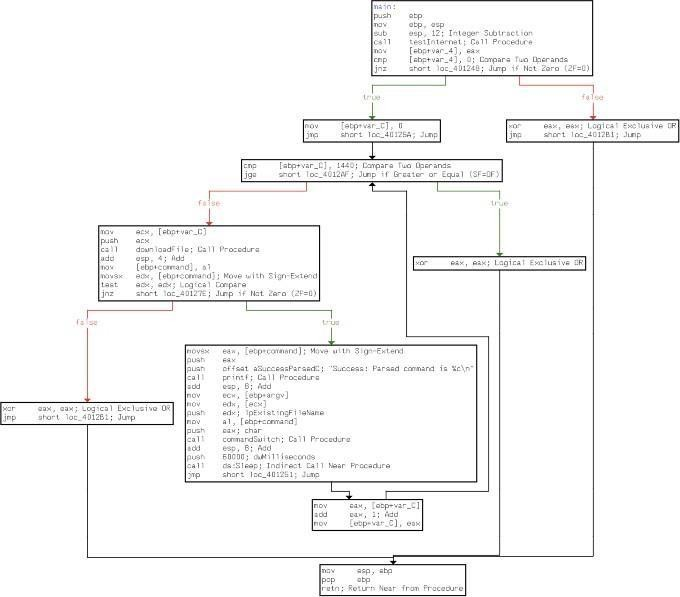 main:
push ebp
mov ebp, esp
sub esp, 12; Integer Subtraction
call testInternet; Call Procedure
mov [ebp+var_4], eax
cmp [ebp+var_4], 0; Compare Two Operands
jnz short loc_40124B; Jump if Not Zero (ZF=0)
true
false
mov [ebp+var_C], 0
jmp short loc_40125A; Jump
xor eax, eax; Logical Exclusive OR
jmp short loc_4012B1; Jump
cmp [ebp+var_C], 1440; Compare Two Operands
jge short loc_4012AF; Jump if Greater or Equal (SF=OF)
false
true
mov ecx, [ebp+var_C]
push ecx
call downloadFile; Call Procedure
add esp, 4; Add
mov [ebp+command], al
movsx edx, [ebp+command]; Move with Sign-Extend
test edx, edx; Logical Compare
jnz short loc_40127E; Jump if Not Zero (ZF=0)
xor eax, eax; Logical Exclusive OR
false
true
movsx eax, [ebp+command]; Move with Sign-Extend
push eax
push offset aSuccessParsedC; "Success: Parsed command is %c\n"
call printf; Call Procedure
add esp, 8; Add
mov ecx, [ebp+argv]
mov edx, [ecx]
push edx; lpExistingFileName
mov al, [ebp+command]
push eax; char
call commandSwitch; Call Procedure
add esp, 8; Add
push 60000; dwMilliseconds
call ds:Sleep; Indirect Call Near Procedure
jmp short loc_401251; Jump
xor eax, eax; Logical Exclusive OR
jmp short loc_4012B1; Jump
mov eax, [ebp+var_C]
add eax, 1; Add
mov [ebp+var_C], eax
mov esp, ebp
pop ebp
retn; Return Near from Procedure